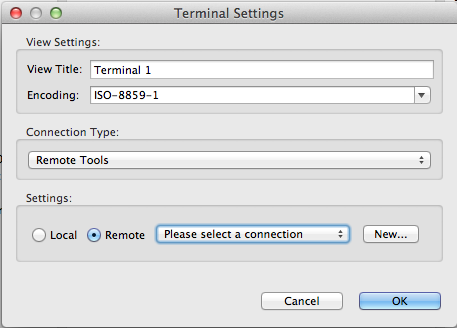 Terminal Settings
View Settings:
View Title: Terminal 1
Encoding: ISO-8859-1
Connection Type:
Remote Tools
Settings:
Local Remote Please select a connection New...
Cancel OK